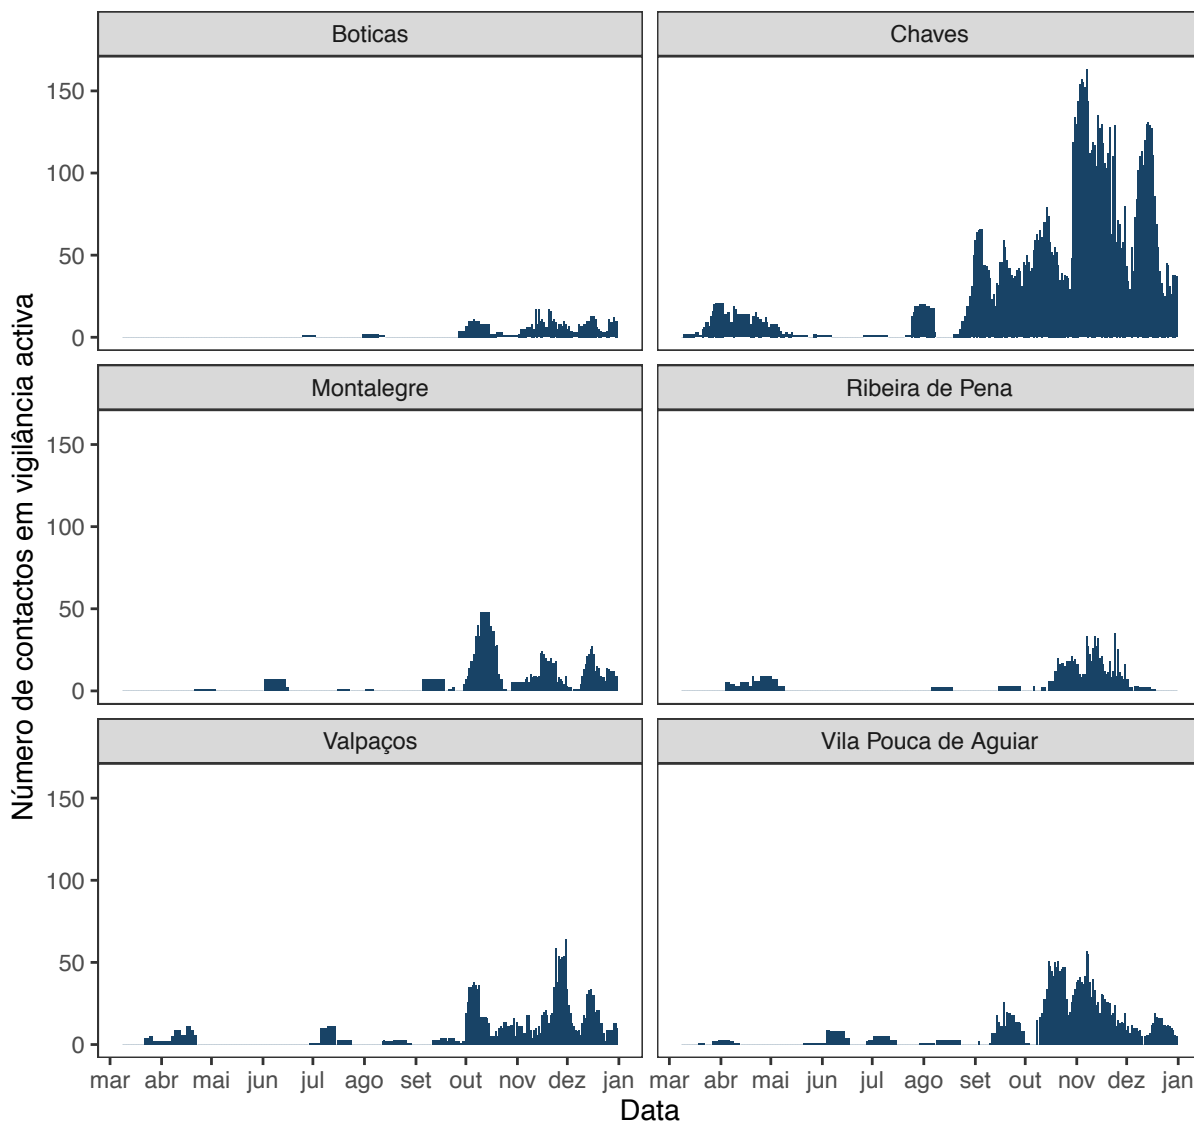 Boticas
Chaves
150
100
50
0
Montalegre
Ribeira de Pena
150
100
50
0
Valpaços
Vila Pouca de Aguiar
150
100
50
0
Número de contactos em vigilância activa
mar abr mai jun jul ago set out nov dez jan
mar abr mai jun jul ago set out nov dez jan
Data